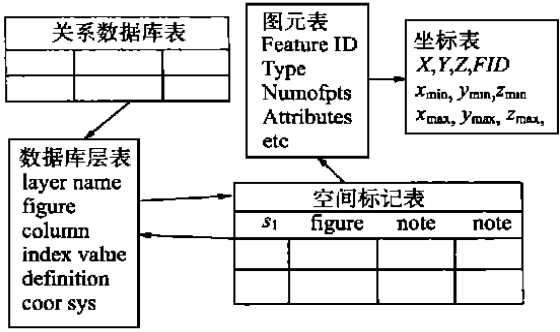 关系数据库表
图元表
Feature ID
Type
Numofpts
Attributes
etc
坐标表
X,Y,Z,FID
xmin, ymin,zmin
xmax, ymax, zmax,
数据库层表
layer name
figure
column
index value
definition
coor sys
空间标记表
s1 figure note note